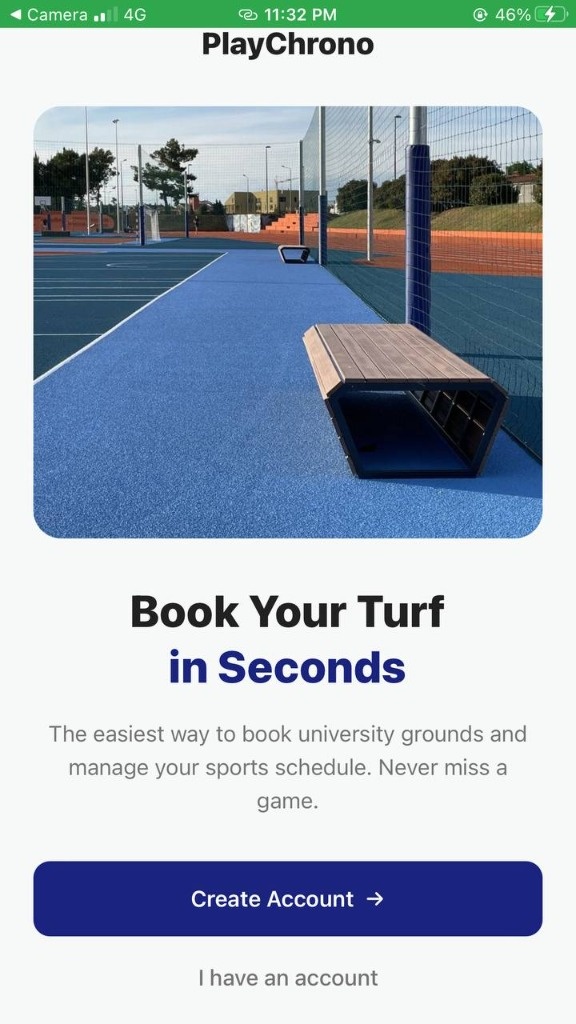 Camera 4G 11:32 PM 46%
PlayChrono
Book Your Turf
in Seconds
The easiest way to book university grounds and
manage your sports schedule. Never miss a
game.
Create Account →
I have an account